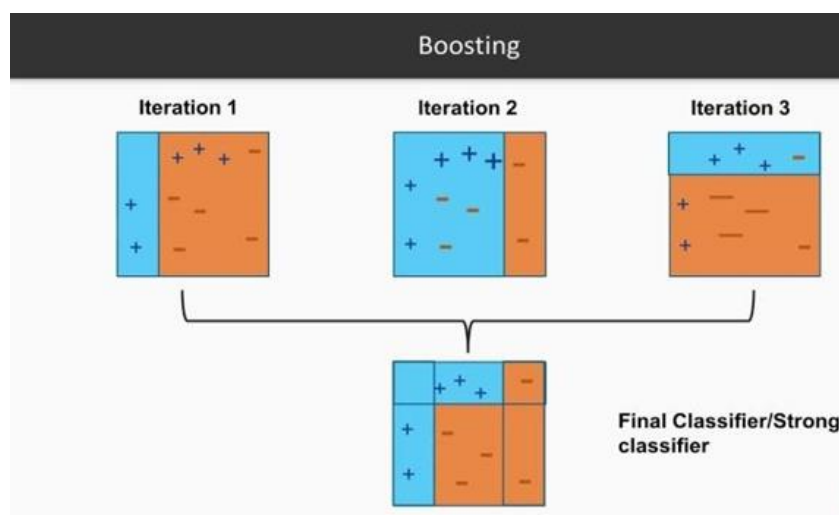 Boosting
Iteration 1 Iteration 2 Iteration 3
Final Classifier/Strong
classifier